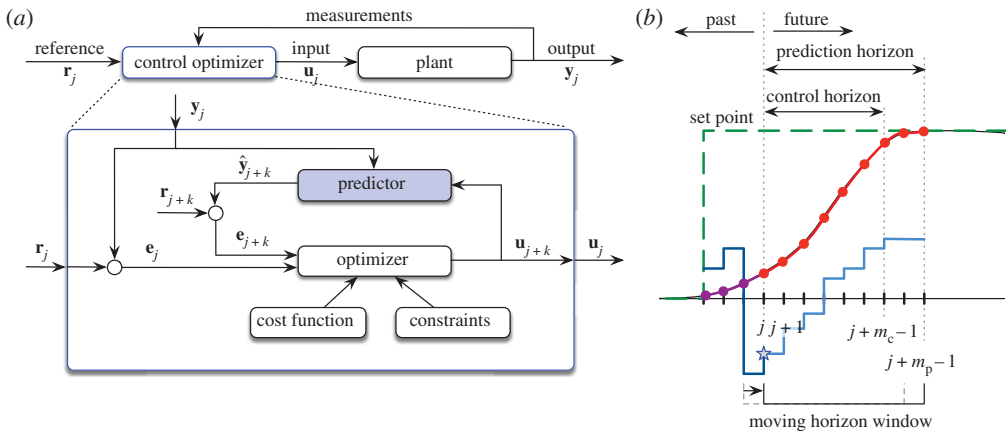 (a)
measurements
reference
r_j
control optimizer
input
u_j
plant
output
y_j
y_j
ŷ_{j+k}
predictor
r_{j+k}
e_{j+k}
r_j
e_j
optimizer
u_{j+k}
u_j
cost function
constraints
(b)
past
future
prediction horizon
control horizon
set point
j j + 1
j + m_c − 1
j + m_p − 1
moving horizon window